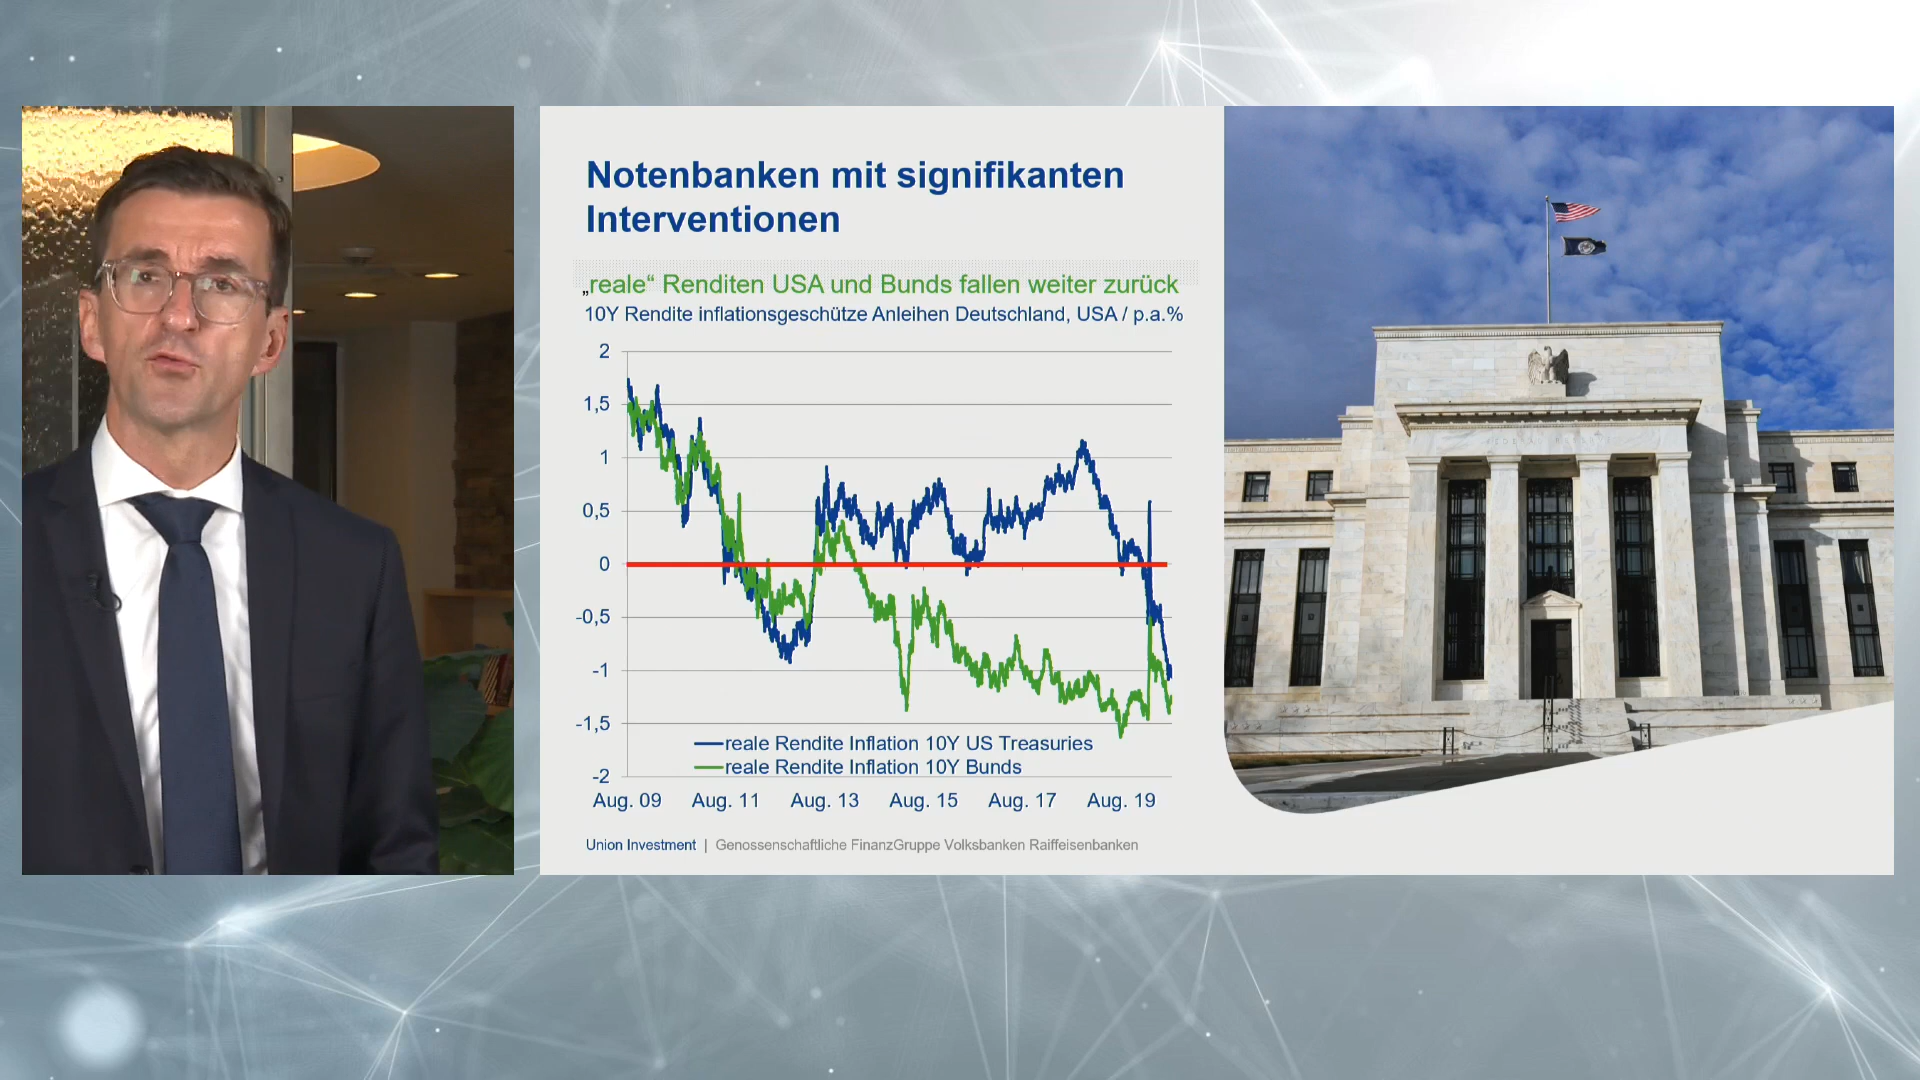 Notenbanken mit signifikanten
Interventionen
„reale“ Renditen USA und Bunds fallen weiter zurück
10Y Rendite inflationsgeschütze Anleihen Deutschland, USA / p.a.%
2
1,5
1
0,5
0
-0,5
-1
-1,5
-2
reale Rendite Inflation 10Y US Treasuries
reale Rendite Inflation 10Y Bunds
Aug. 09 Aug. 11 Aug. 13 Aug. 15 Aug. 17 Aug. 19
Union Investment | Genossenschaftliche FinanzGruppe Volksbanken Raiffeisenbanken